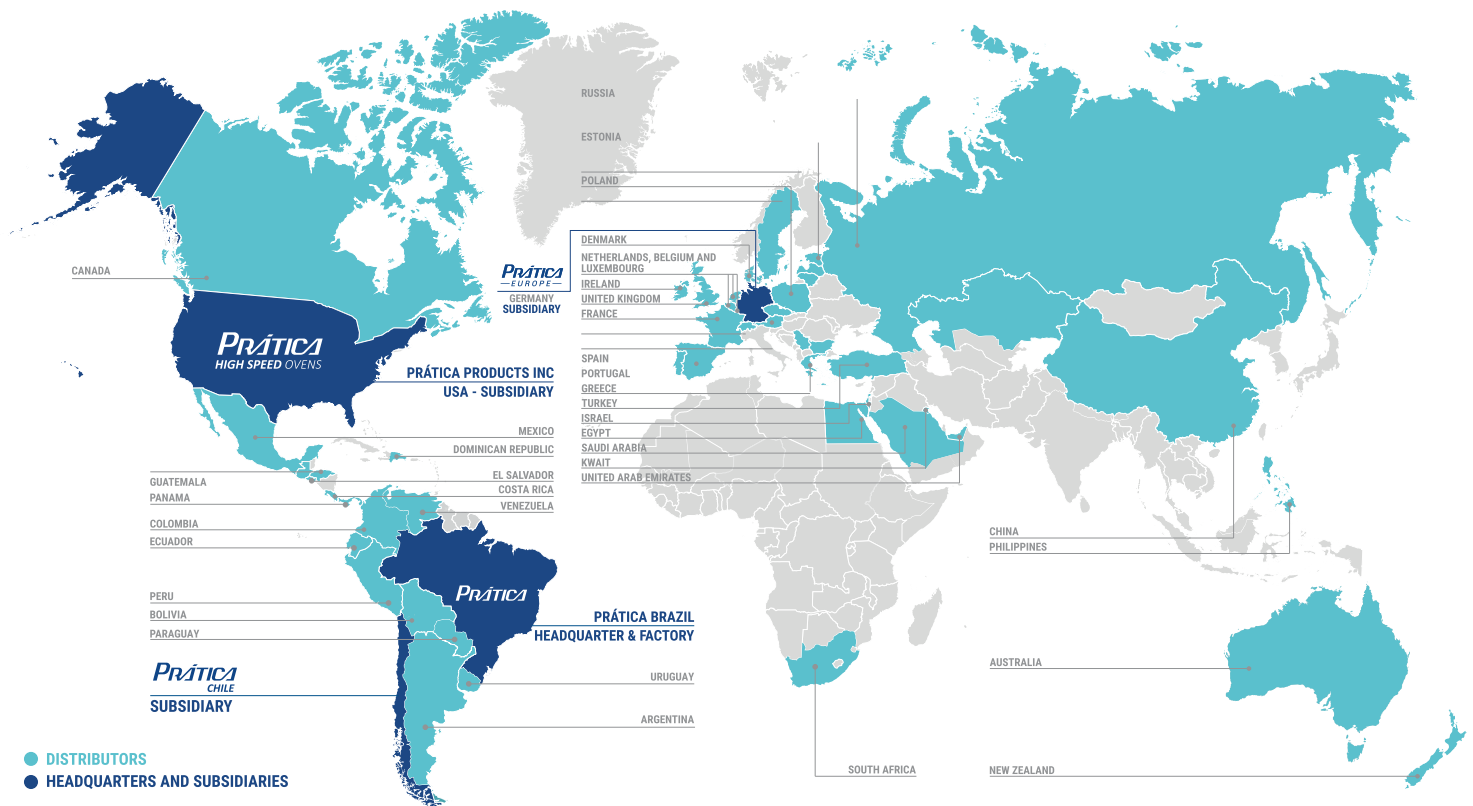 RUSSIA
ESTONIA
POLAND
DENMARK
NETHERLANDS, BELGIUM AND
LUXEMBOURG
IRELAND
UNITED KINGDOM
FRANCE
SPAIN
PORTUGAL
GREECE
TURKEY
ISRAEL
EGYPT
SAUDI ARABIA
KWAIT
UNITED ARAB EMIRATES
PRÁTICA
EUROPE
GERMANY
SUBSIDIARY
CANADA
PRÁTICA
HIGH SPEED OVENS
PRÁTICA PRODUCTS INC
USA - SUBSIDIARY
MEXICO
DOMINICAN REPUBLIC
EL SALVADOR
COSTA RICA
VENEZUELA
GUATEMALA
PANAMA
COLOMBIA
ECUADOR
PERU
BOLIVIA
PARAGUAY
PRÁTICA
PRÁTICA BRAZIL
HEADQUARTER & FACTORY
PRÁTICA
CHILE
SUBSIDIARY
URUGUAY
ARGENTINA
CHINA
PHILIPPINES
AUSTRALIA
SOUTH AFRICA
NEW ZEALAND
DISTRIBUTORS
HEADQUARTERS AND SUBSIDIARIES